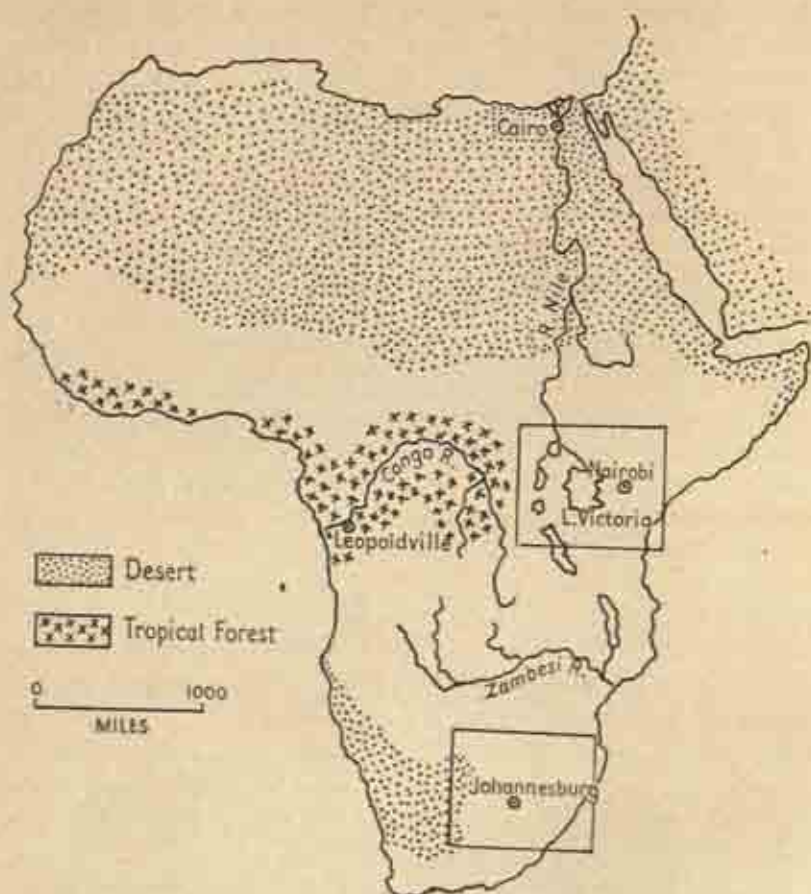 Cairo
R. Nile
Congo R.
Nairobi
L. Victoria
Leopoldville
Desert
Tropical Forest
0 1000
MILES
Zambesi R.
Johannesburg